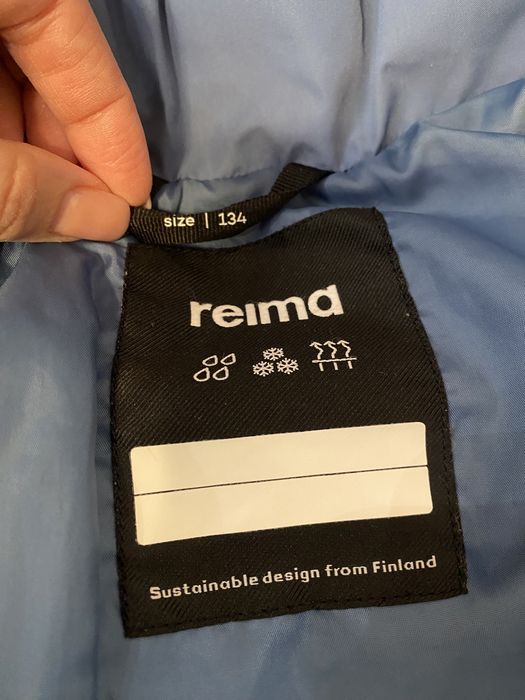 size | 134
reima
Sustainable design from Finland